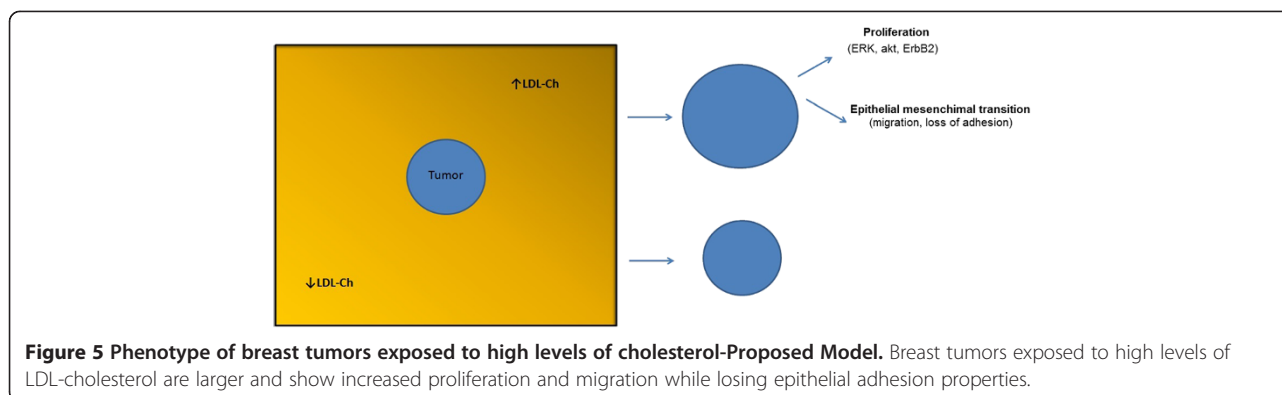 Proliferation
(ERK, akt, ErbB2)
↑LDL-Ch
Epithelial mesenchimal transition
(migration, loss of adhesion)
Tumor
↓LDL-Ch
Figure 5 Phenotype of breast tumors exposed to high levels of cholesterol-Proposed Model. Breast tumors exposed to high levels of
LDL-cholesterol are larger and show increased proliferation and migration while losing epithelial adhesion properties.